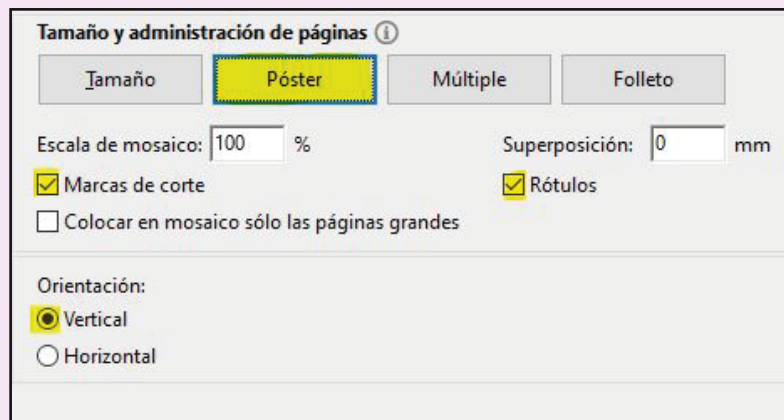 Tamaño y administración de páginas
Tamaño Póster Múltiple Folleto
Escala de mosaico: 100 % Superposición: 0 mm
Marcas de corte Rótulos
Colocar en mosaico sólo las páginas grandes
Orientación:
Vertical
Horizontal